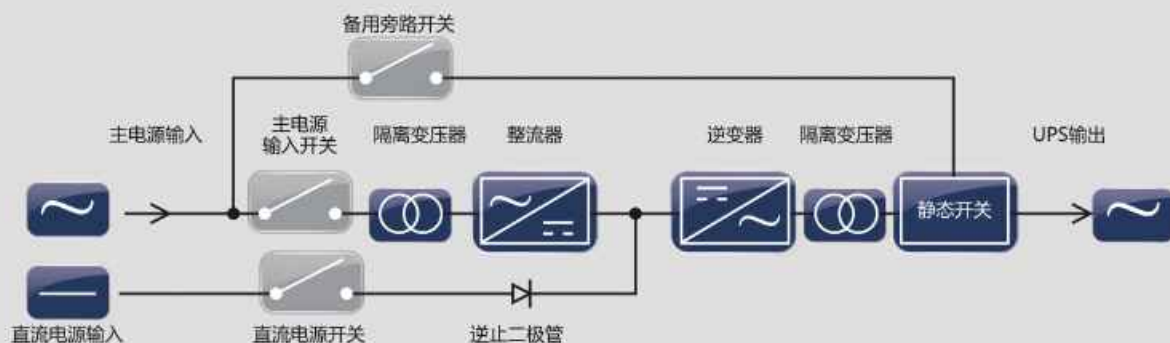 备用旁路开关
主电源输入
主电源
输入开关
隔离变压器
整流器
逆变器
隔离变压器
UPS输出
静态开关
直流电源输入
直流电源开关
逆止二极管